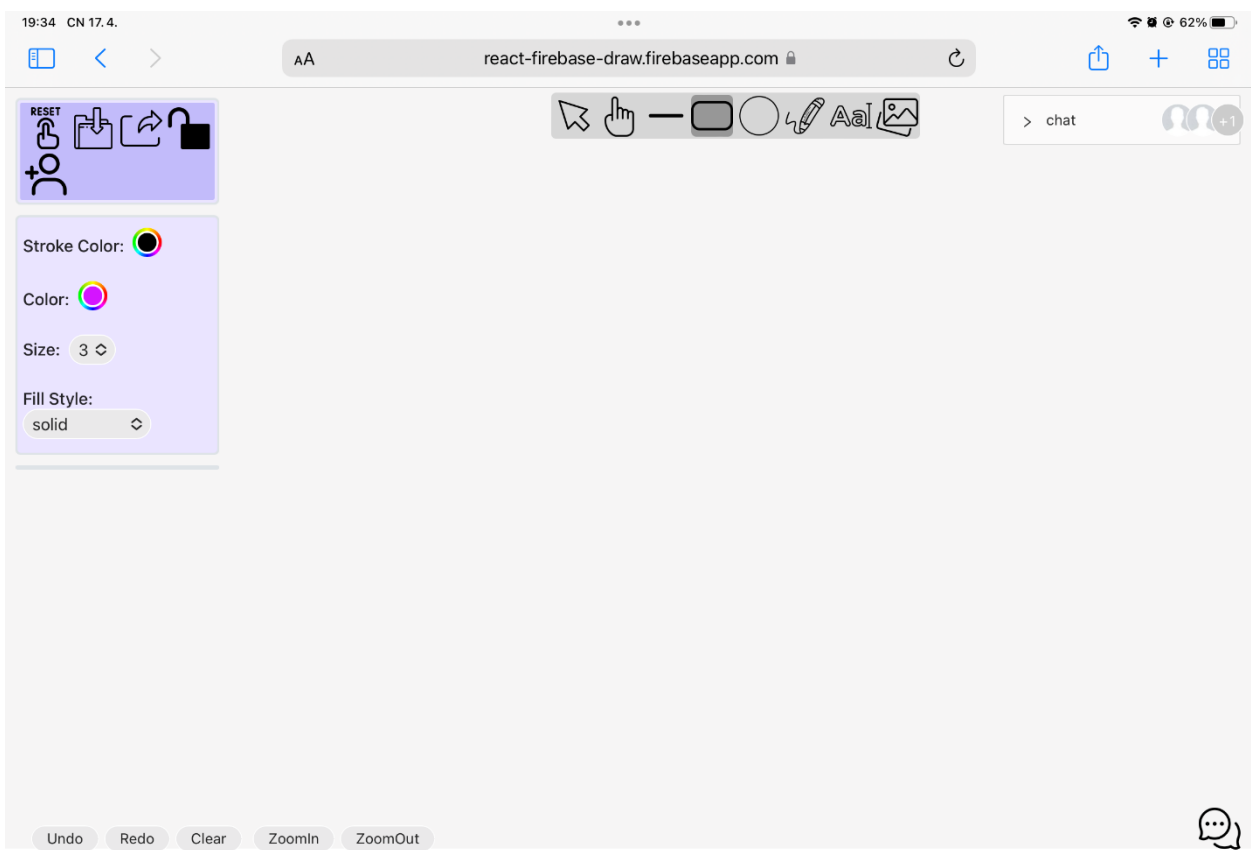 19:34 CN 17. 4.
62%
AA react-firebase-draw.firebaseapp.com
RESET
Aa
> chat +1
Stroke Color:
Color:
Size: 3
Fill Style:
solid
Undo Redo Clear ZoomIn ZoomOut